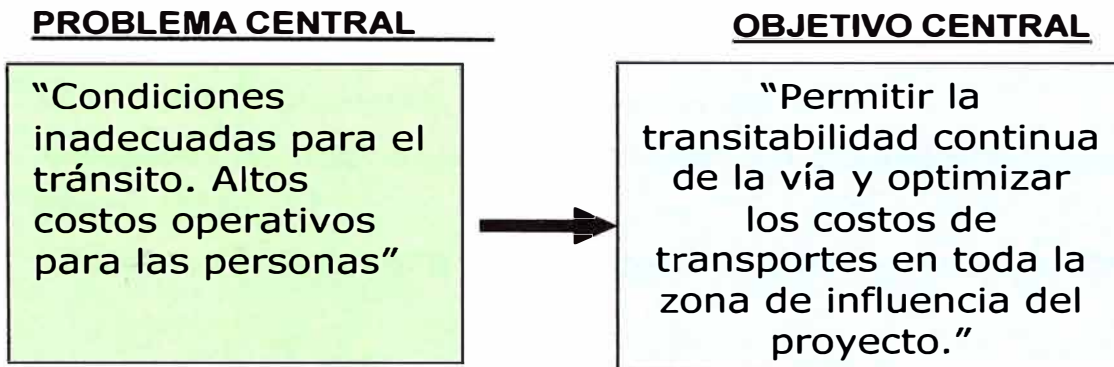 PROBLEMA CENTRAL
"Condiciones
inadecuadas para el
tránsito. Altos
costos operativos
para las personas"
OBJETIVO CENTRAL
"Permitir la
transitabilidad continua
de la vía y optimizar
los costos de
transportes en toda la
zona de influencia del
proyecto."